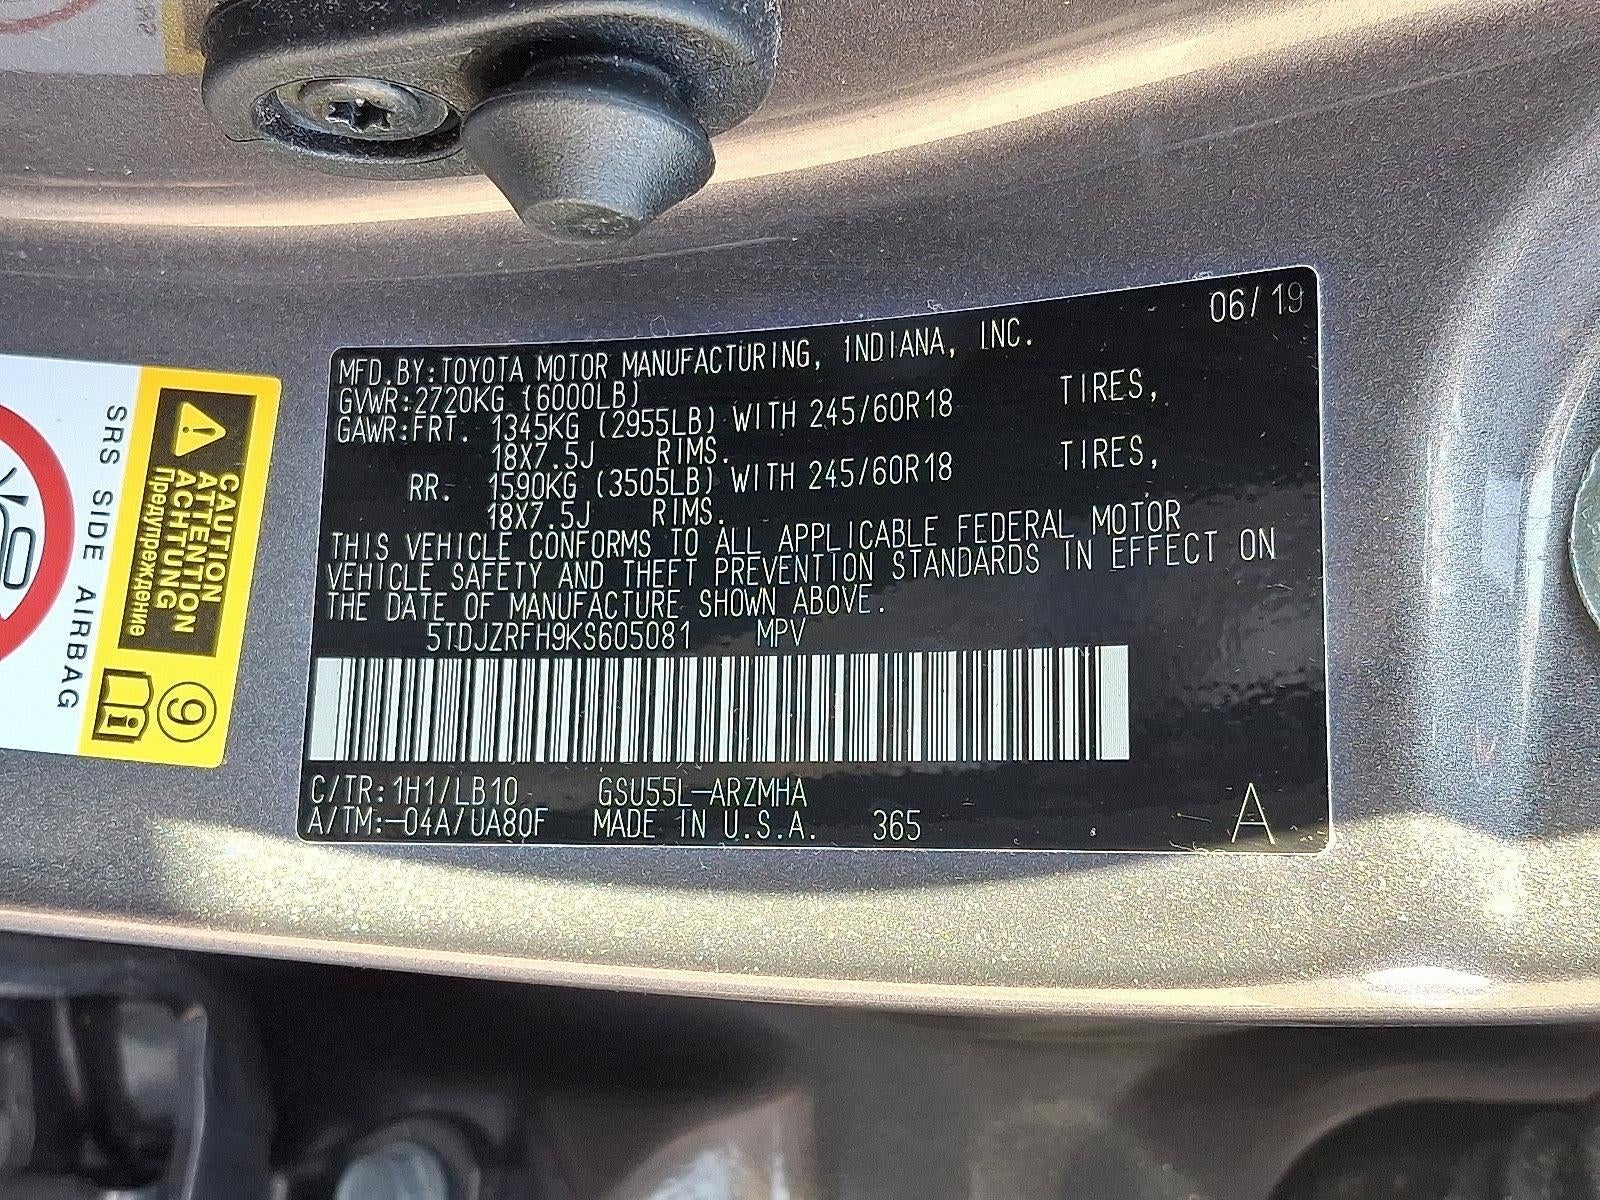 06/19
MFD.BY:TOYOTA MOTOR MANUFACTURING, INDIANA, INC.
GVWR:2720KG (6000LB)
GAWR:FRT. 1345KG (2955LB) WITH 245/60R18 TIRES,
18X7.5J RIMS.
RR. 1590KG (3505LB) WITH 245/60R18 TIRES,
18X7.5J RIMS.
THIS VEHICLE CONFORMS TO ALL APPLICABLE FEDERAL MOTOR
VEHICLE SAFETY AND THEFT PREVENTION STANDARDS IN EFFECT ON
THE DATE OF MANUFACTURE SHOWN ABOVE.
5TDJZRFH9KS605081 MPV
C/TR:1H1/LB10 GSU55L-ARZMHA
A/TM:-04A/UA80F MADE IN U.S.A. 365 A
CAUTION
ATTENTION
ACHTUNG
Предупреждение
SRS SIDE AIRBAG
9
i